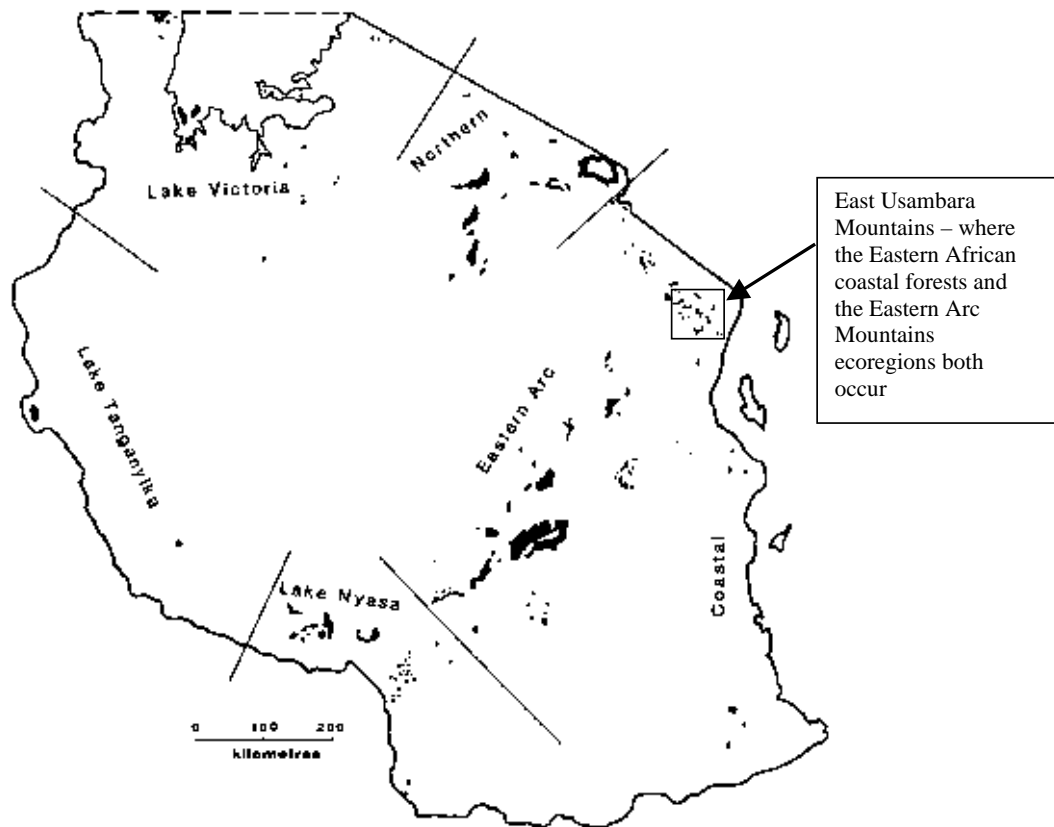 Northern
Lake Victoria
East Usambara
Mountains – where
the Eastern African
coastal forests and
the Eastern Arc
Mountains
ecoregions both
occur
Lake Tanganyika
Eastern Arc
Coastal
Lake Nyasa
0 100 200
kilometres